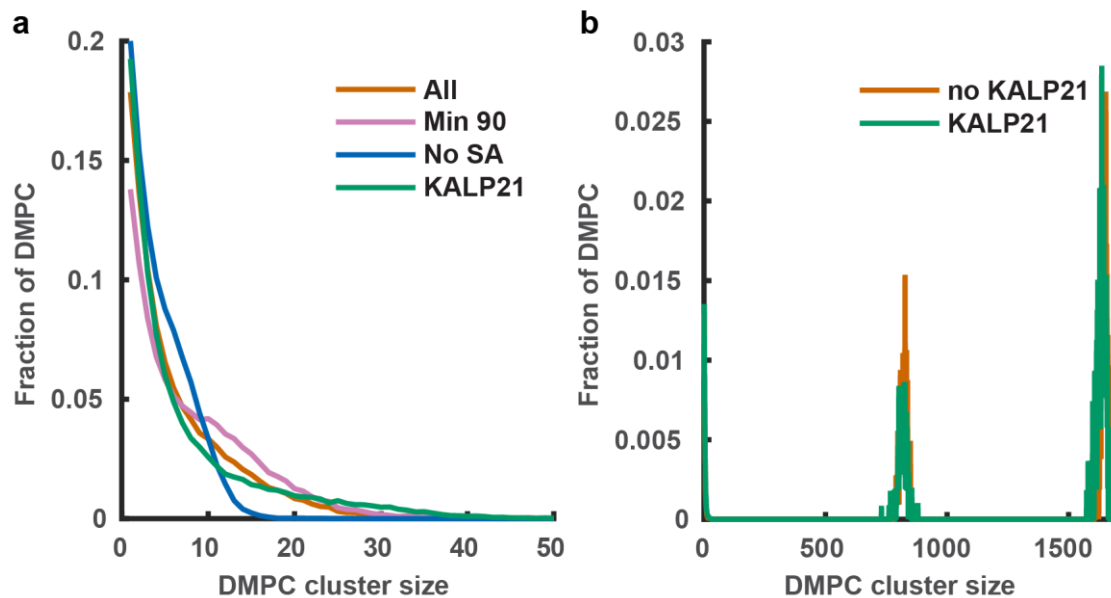 a
0.2
0.15
0.1
0.05
0
Fraction of DMPC
All
Min 90
No SA
KALP21
0 10 20 30 40 50
DMPC cluster size
b
0.03
0.025
0.02
0.015
0.01
0.005
0
Fraction of DMPC
no KALP21
KALP21
0 500 1000 1500
DMPC cluster size